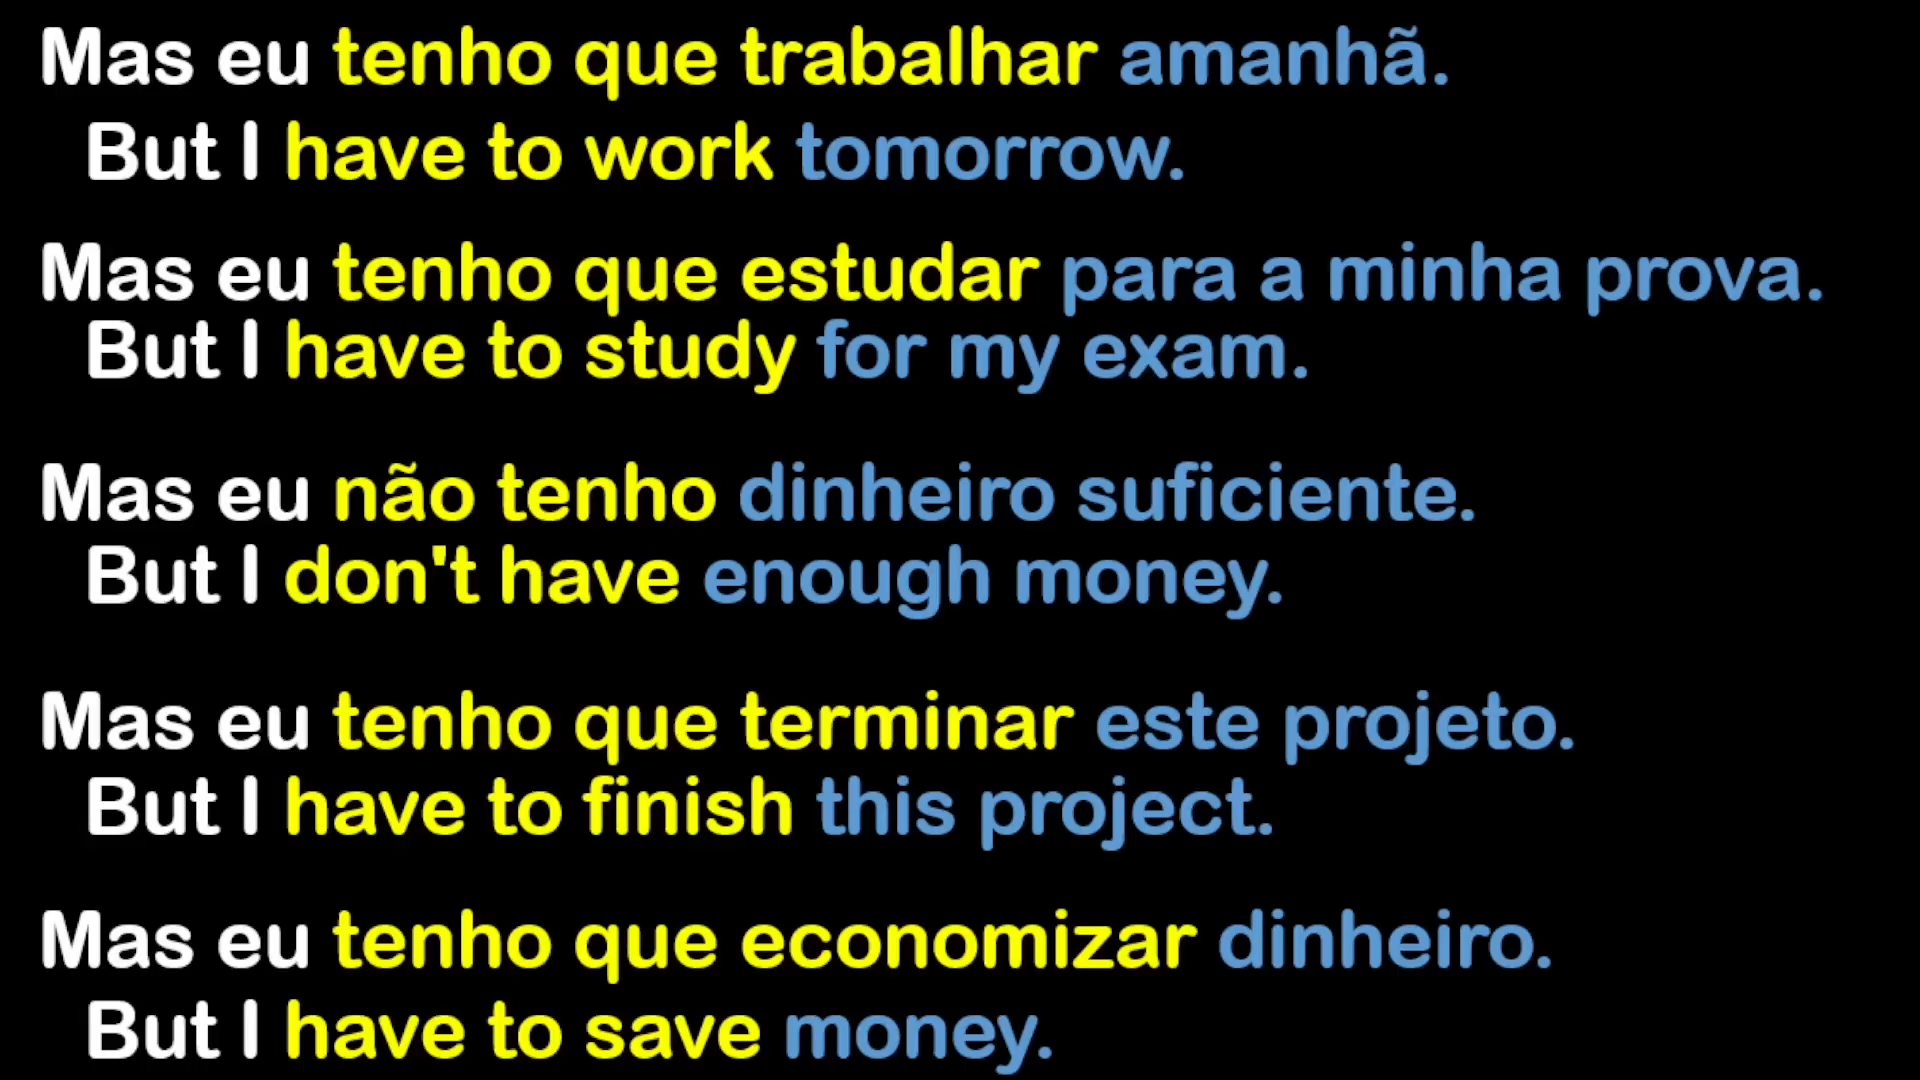 Mas eu tenho que trabalhar amanhã.
But I have to work tomorrow.
Mas eu tenho que estudar para a minha prova.
But I have to study for my exam.
Mas eu não tenho dinheiro suficiente.
But I don't have enough money.
Mas eu tenho que terminar este projeto.
But I have to finish this project.
Mas eu tenho que economizar dinheiro.
But I have to save money.